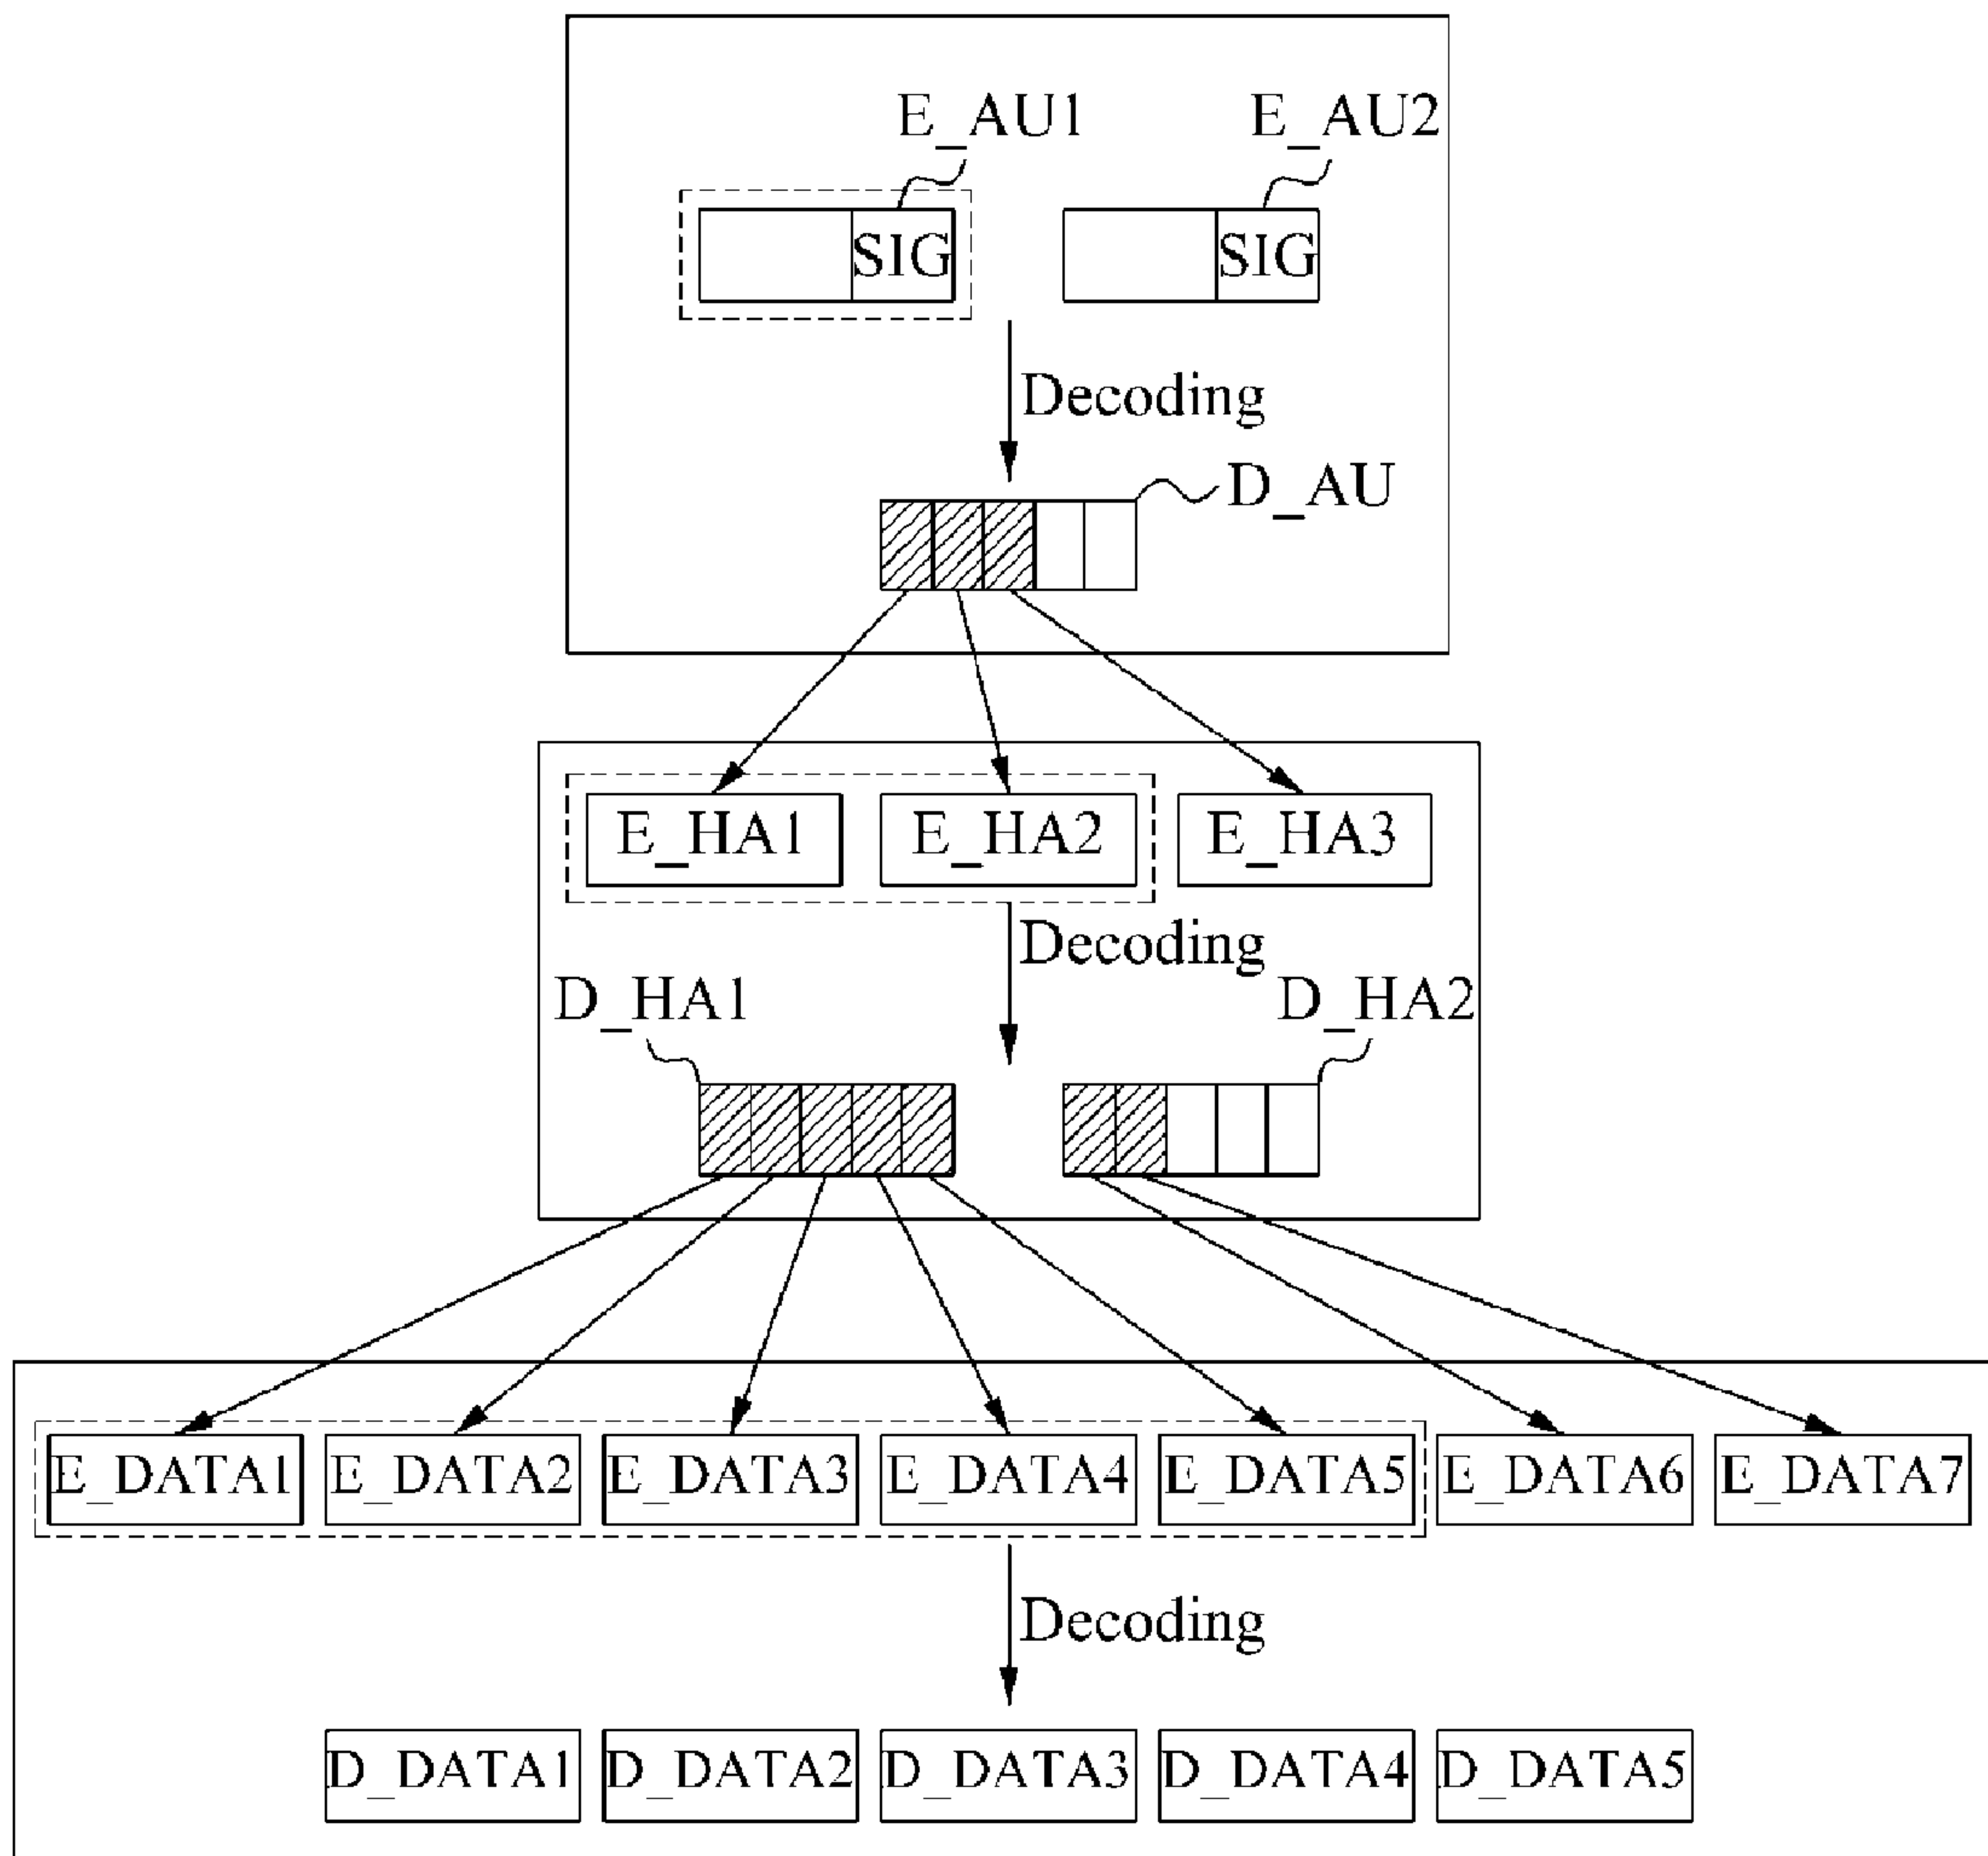 E_AU1 E_AU2
SIG SIG
Decoding
D_AU
E_HA1 E_HA2 E_HA3
Decoding
D_HA1 D_HA2
E_DATA1 E_DATA2 E_DATA3 E_DATA4 E_DATA5 E_DATA6 E_DATA7
Decoding
D_DATA1 D_DATA2 D_DATA3 D_DATA4 D_DATA5